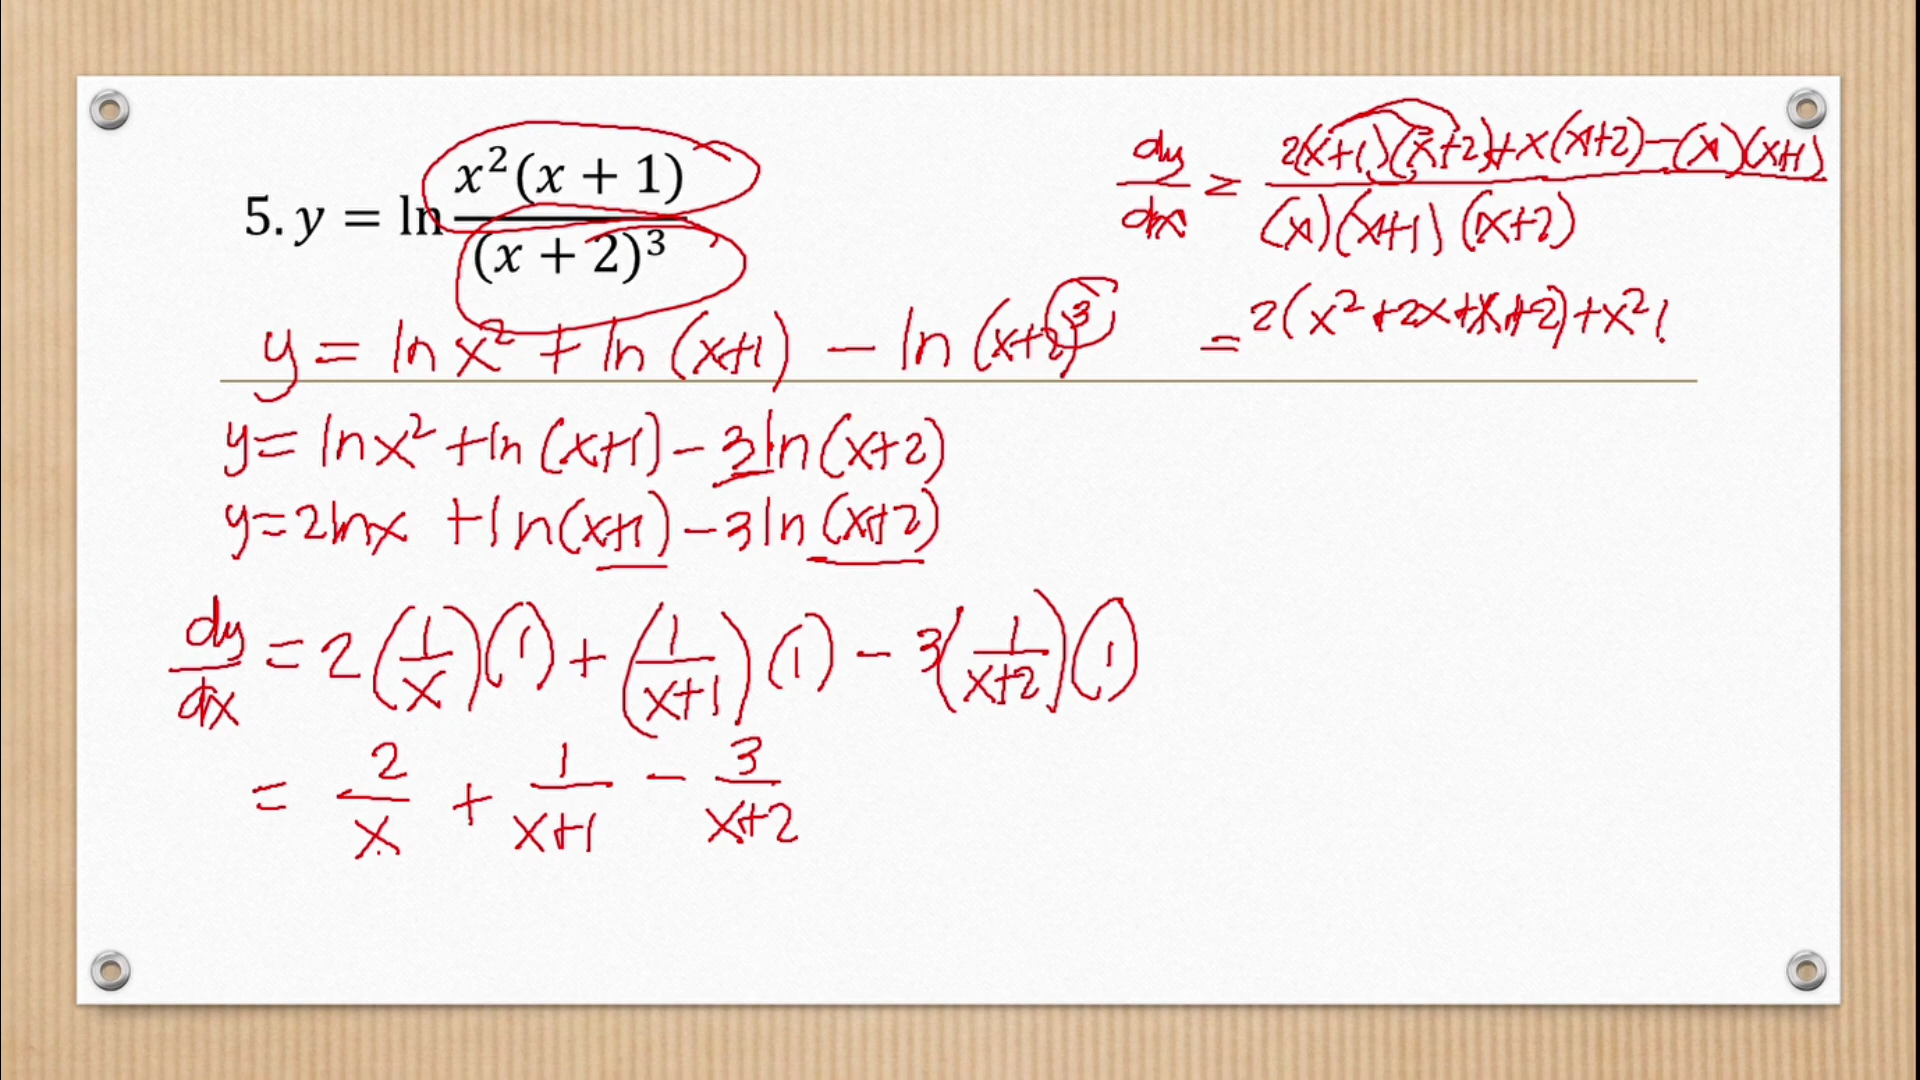 5. y = ln x²(x + 1) / (x + 2)³
y = ln x² + ln (x+1) − ln (x+2)³
y = ln x² + ln (x+1) − 3 ln (x+2)
y = 2 ln x + ln (x+1) − 3 ln (x+2)
dy/dx = 2 (1/x) (1) + (1/(x+1)) (1) − 3 (1/(x+2)) (1)
= 2/x + 1/(x+1) − 3/(x+2)
dy/dx = 2(x+1)(x+2) + x(x+2) − (x)(x+1) / (x)(x+1)(x+2)
= 2(x² + 2x + x + 2) + x²